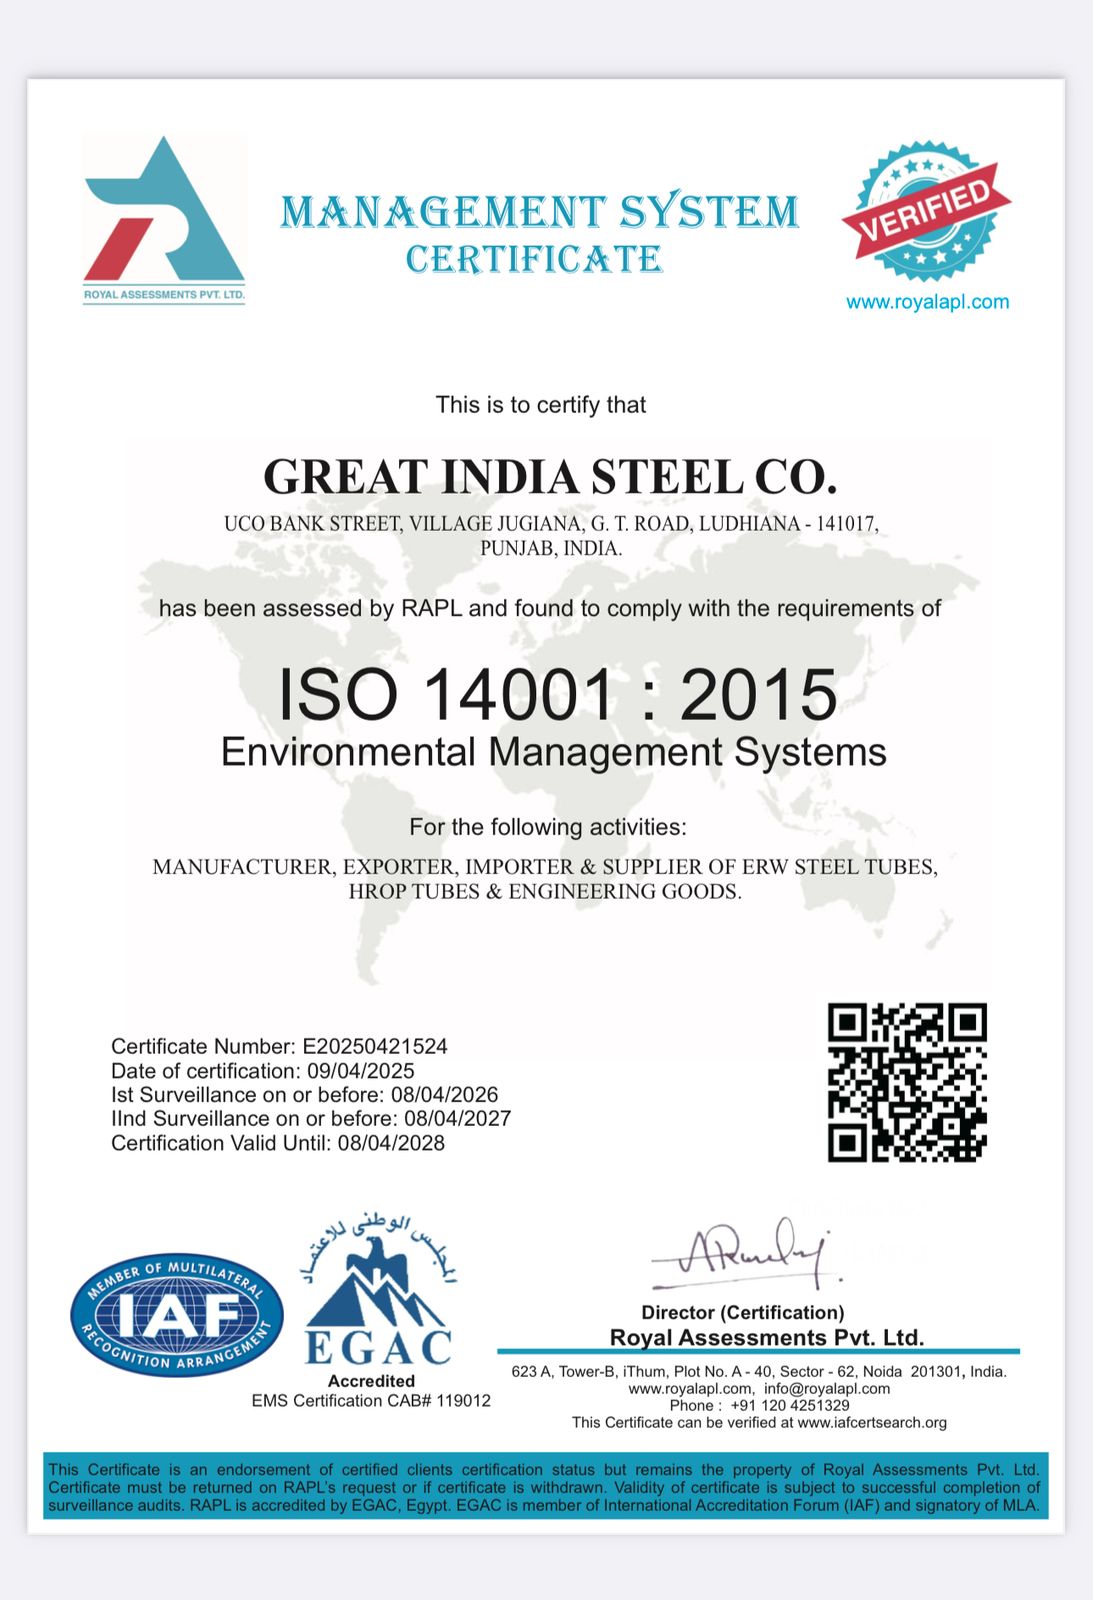 ROYAL ASSESSMENTS PVT. LTD.
MANAGEMENT SYSTEM
CERTIFICATE
VERIFIED
www.royalapl.com
This is to certify that
GREAT INDIA STEEL CO.
UCO BANK STREET, VILLAGE JUGIANA, G. T. ROAD, LUDHIANA - 141017,
PUNJAB, INDIA.
has been assessed by RAPL and found to comply with the requirements of
ISO 14001 : 2015
Environmental Management Systems
For the following activities:
MANUFACTURER, EXPORTER, IMPORTER & SUPPLIER OF ERW STEEL TUBES,
HROP TUBES & ENGINEERING GOODS.
Certificate Number: E20250421524
Date of certification: 09/04/2025
Ist Surveillance on or before: 08/04/2026
IInd Surveillance on or before: 08/04/2027
Certification Valid Until: 08/04/2028
MEMBER OF MULTILATERAL
IAF
RECOGNITION ARRANGEMENT
المجلس الوطنى للاعتماد
EGAC
Accredited
EMS Certification CAB# 119012
Director (Certification)
Royal Assessments Pvt. Ltd.
623 A, Tower-B, iThum, Plot No. A - 40, Sector - 62, Noida 201301, India.
www.royalapl.com, info@royalapl.com
Phone : +91 120 4251329
This Certificate can be verified at www.iafcertsearch.org
This Certificate is an endorsement of certified clients certification status but remains the property of Royal Assessments Pvt. Ltd.
Certificate must be returned on RAPL's request or if certificate is withdrawn. Validity of certificate is subject to successful completion of
surveillance audits. RAPL is accredited by EGAC, Egypt. EGAC is member of International Accreditation Forum (IAF) and signatory of MLA.